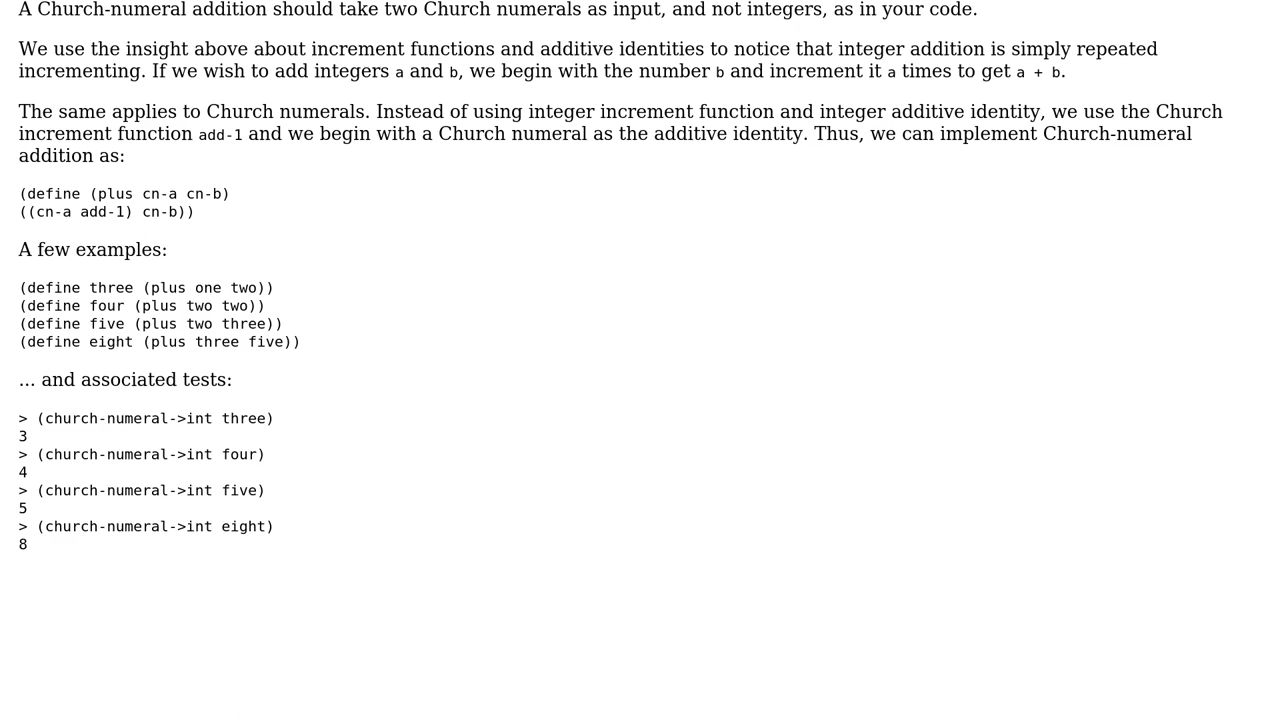 A Church-numeral addition should take two Church numerals as input, and not integers, as in your code.
We use the insight above about increment functions and additive identities to notice that integer addition is simply repeated
incrementing. If we wish to add integers a and b, we begin with the number b and increment it a times to get a + b.
The same applies to Church numerals. Instead of using integer increment function and integer additive identity, we use the Church
increment function add-1 and we begin with a Church numeral as the additive identity. Thus, we can implement Church-numeral
addition as:
(define (plus cn-a cn-b)
((cn-a add-1) cn-b))
A few examples:
(define three (plus one two))
(define four (plus two two))
(define five (plus two three))
(define eight (plus three five))
... and associated tests:
> (church-numeral->int three)
3
> (church-numeral->int four)
4
> (church-numeral->int five)
5
> (church-numeral->int eight)
8